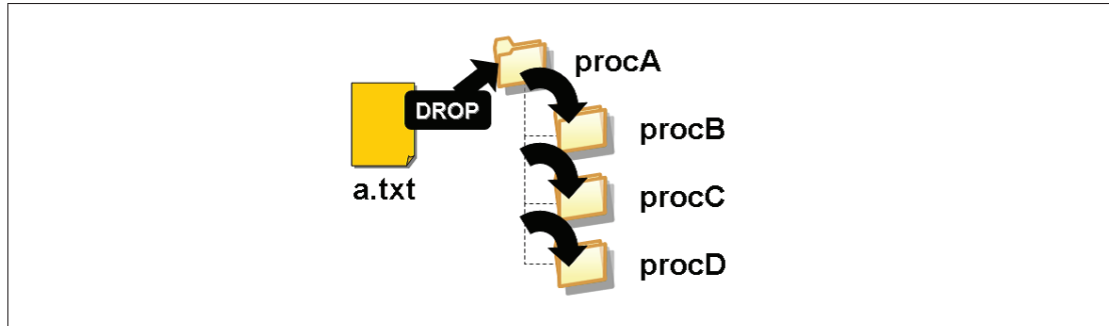 procA
DROP
procB
a.txt
procC
procD